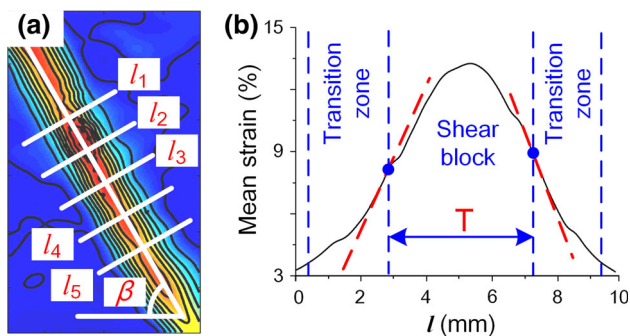 (a)
l1
l2
l3
l4
l5
β
(b)
Mean strain (%)
15
9
3
Transition
zone
Shear
block
Transition
zone
T
0 2 4 6 8 10
l (mm)